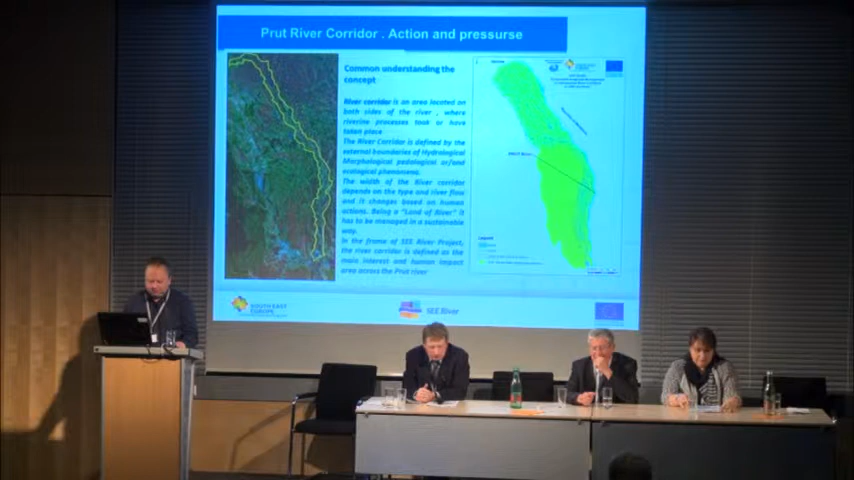 Prut River Corridor . Action and pressurse
Common understanding the
concept
River corridor is an area located on
both sides of the river , where
riverine processes took or have
taken place
The River Corridor is defined by the
external boundaries of Hydrological
Morphological pedological or/and
ecological phenomena.
The width of the River corridor
depends on the type and river flow
and it changes based on human
actions. Being a "Land of River" it
has to be managed in a sustainable
way.
In the frame of SEE River Project,
the river corridor is defined as the
main interest and human impact
area across the Prut river
SOUTH EAST
EUROPE
SEE River